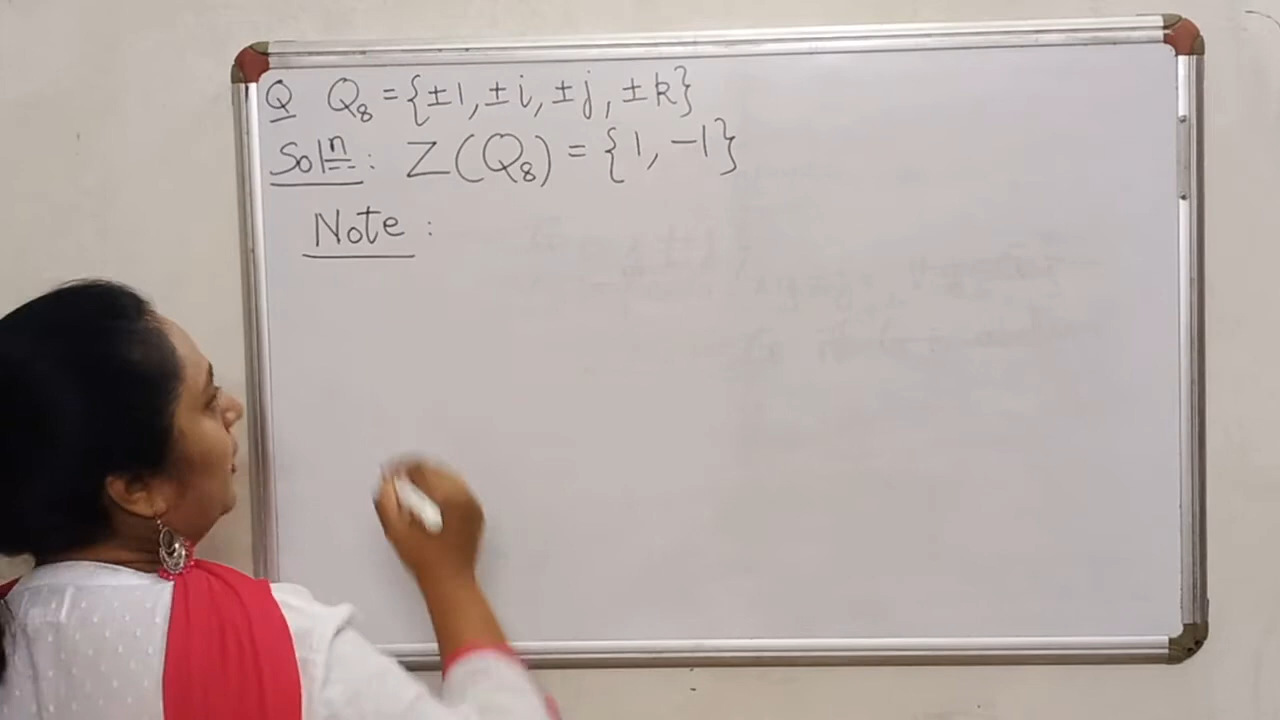 Q Q₈ = {±1, ±i, ±j, ±k}
Solⁿ : Z(Q₈) = {1, -1}
Note :